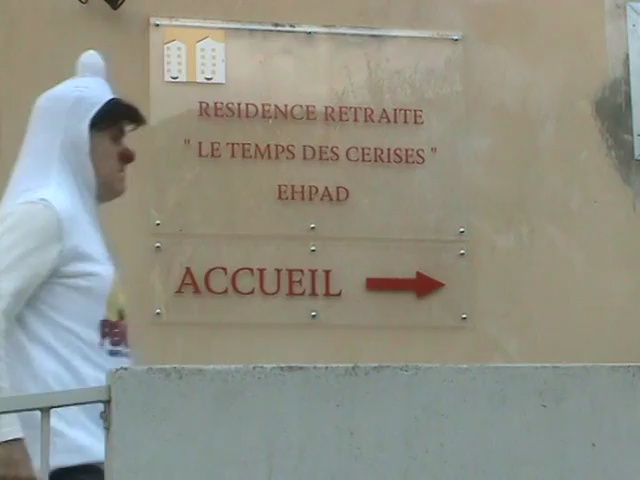 RESIDENCE RETRAITE
" LE TEMPS DES CERISES "
EHPAD
ACCUEIL